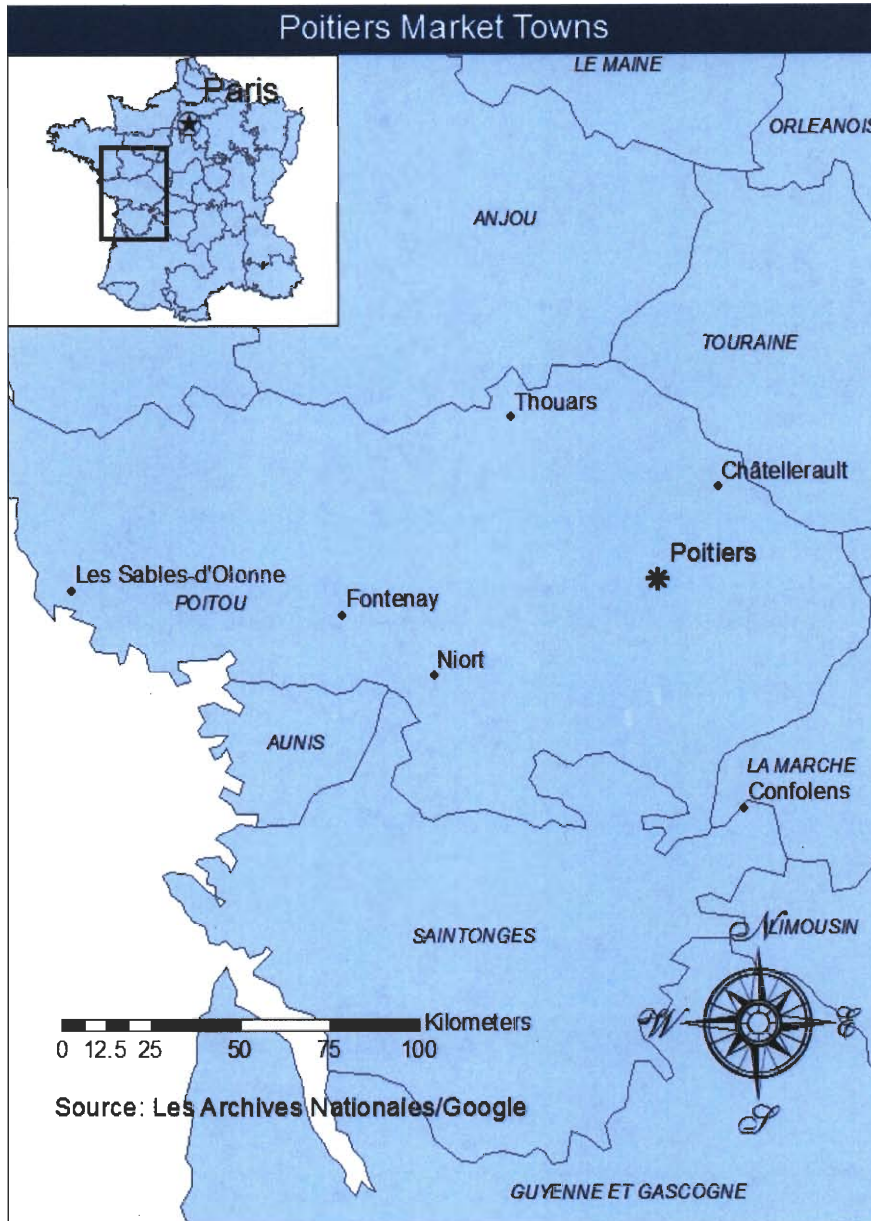 Poitiers Market Towns
Paris
LE MAINE
ORLEANOIS
ANJOU
TOURAINE
Thouars
Châtellerault
Poitiers
Les Sables-d'Olonne
POITOU
Fontenay
Niort
AUNIS
LA MARCHE
Confolens
SAINTONGES
N
LIMOUSIN
W
E
S
Kilometers
0 12.5 25 50 75 100
Source: Les Archives Nationales/Google
GUYENNE ET GASCOGNE